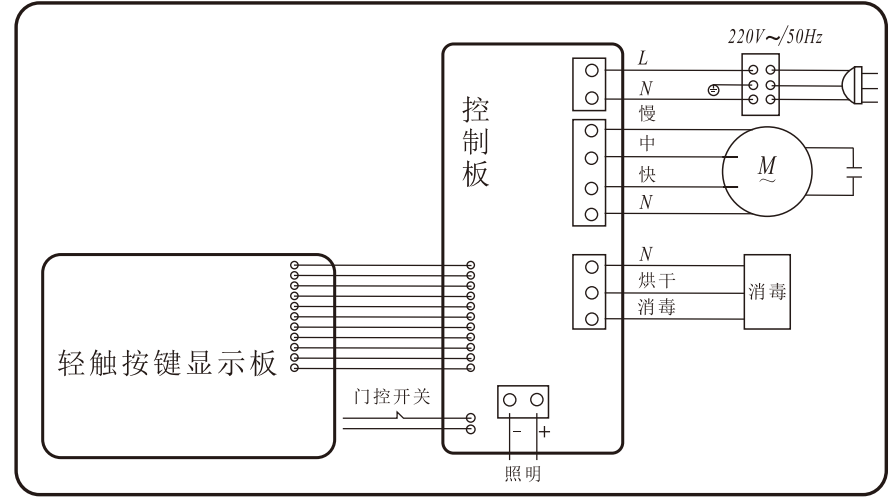 220V～/50Hz
L
N
慢
中
快
N
M
～
控制板
N
烘干
消毒
消毒
轻触按键显示板
门控开关
- +
照明